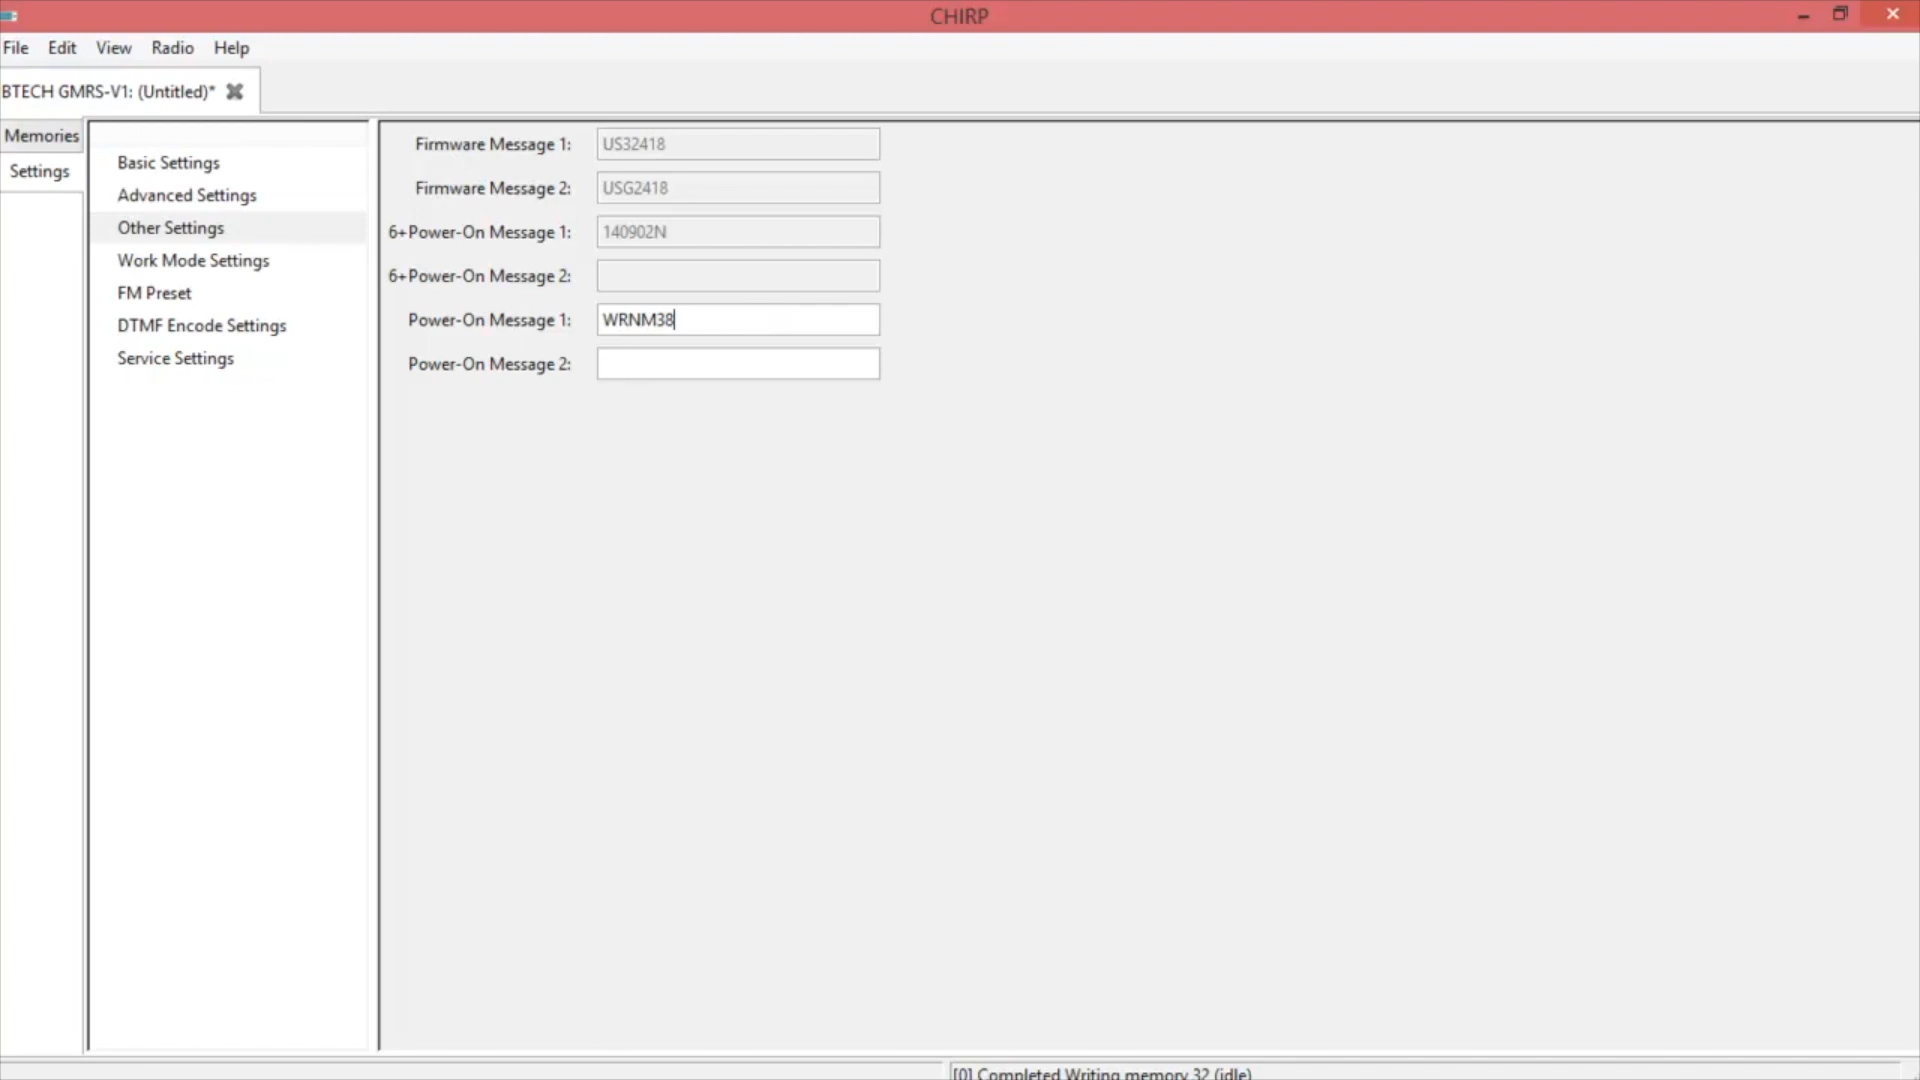 CHIRP
File Edit View Radio Help
BTECH GMRS-V1: (Untitled)*
Memories
Settings
Basic Settings
Advanced Settings
Other Settings
Work Mode Settings
FM Preset
DTMF Encode Settings
Service Settings
Firmware Message 1: US32418
Firmware Message 2: USG2418
6+Power-On Message 1: 140902N
6+Power-On Message 2:
Power-On Message 1: WRNM38
Power-On Message 2:
[0] Completed Writing memory 32 (idle)